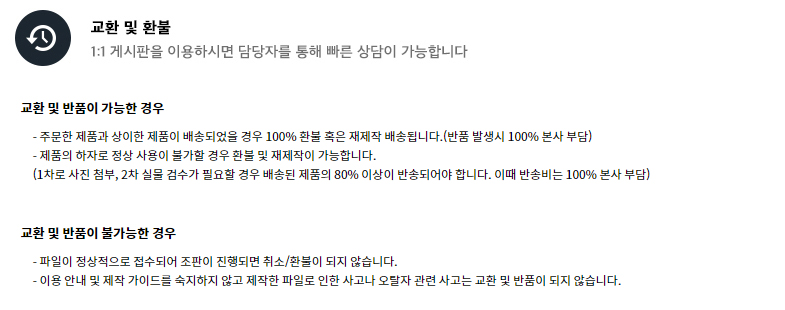 교환 및 환불
1:1 게시판을 이용하시면 담당자를 통해 빠른 상담이 가능합니다
교환 및 반품이 가능한 경우
- 주문한 제품과 상이한 제품이 배송되었을 경우 100% 환불 혹은 재제작 배송됩니다.(반품 발생시 100% 본사 부담)
- 제품의 하자로 정상 사용이 불가할 경우 환불 및 재제작이 가능합니다.
(1차로 사진 첨부, 2차 실물 검수가 필요할 경우 배송된 제품의 80% 이상이 반송되어야 합니다. 이때 반송비는 100% 본사 부담)
교환 및 반품이 불가능한 경우
- 파일이 정상적으로 접수되어 조판이 진행되면 취소/환불이 되지 않습니다.
- 이용 안내 및 제작 가이드를 숙지하지 않고 제작한 파일로 인한 사고나 오탈자 관련 사고는 교환 및 반품이 되지 않습니다.